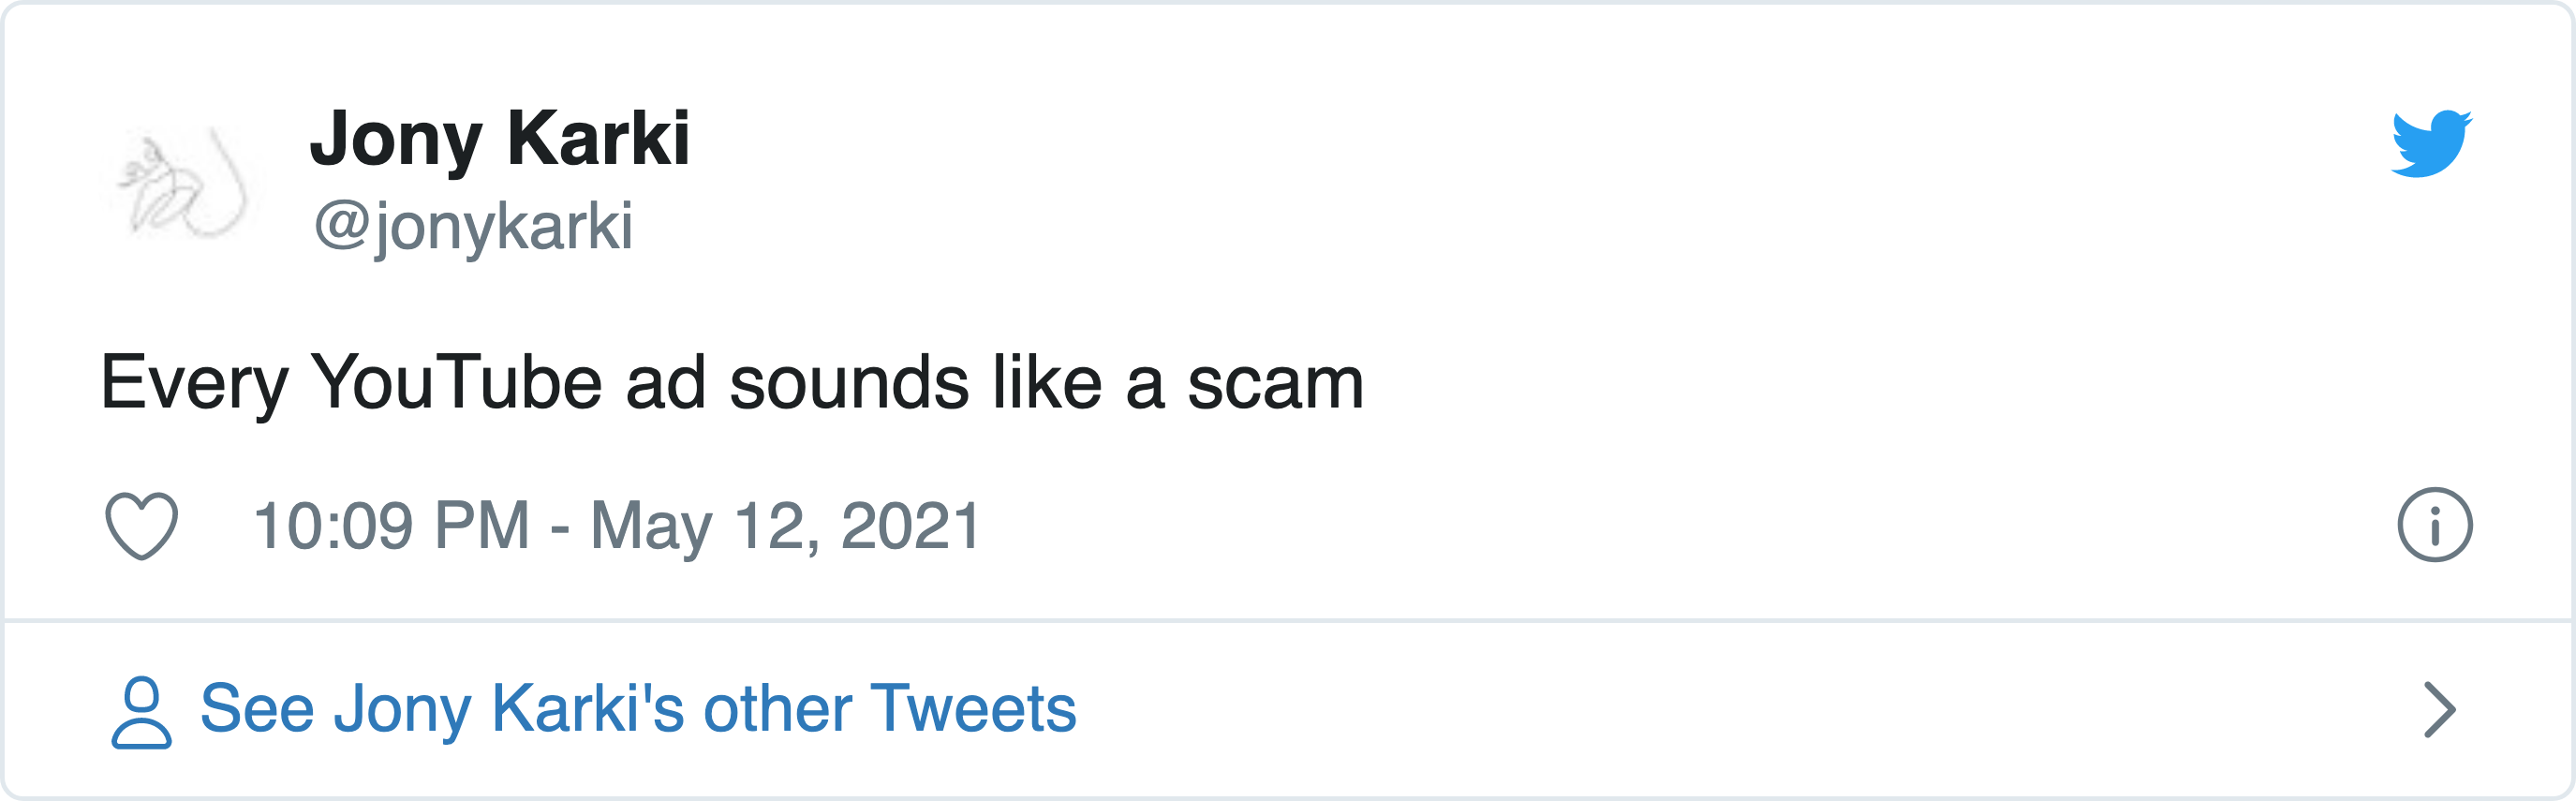 Jony Karki
@jonykarki
Every YouTube ad sounds like a scam
10:09 PM - May 12, 2021
See Jony Karki's other Tweets